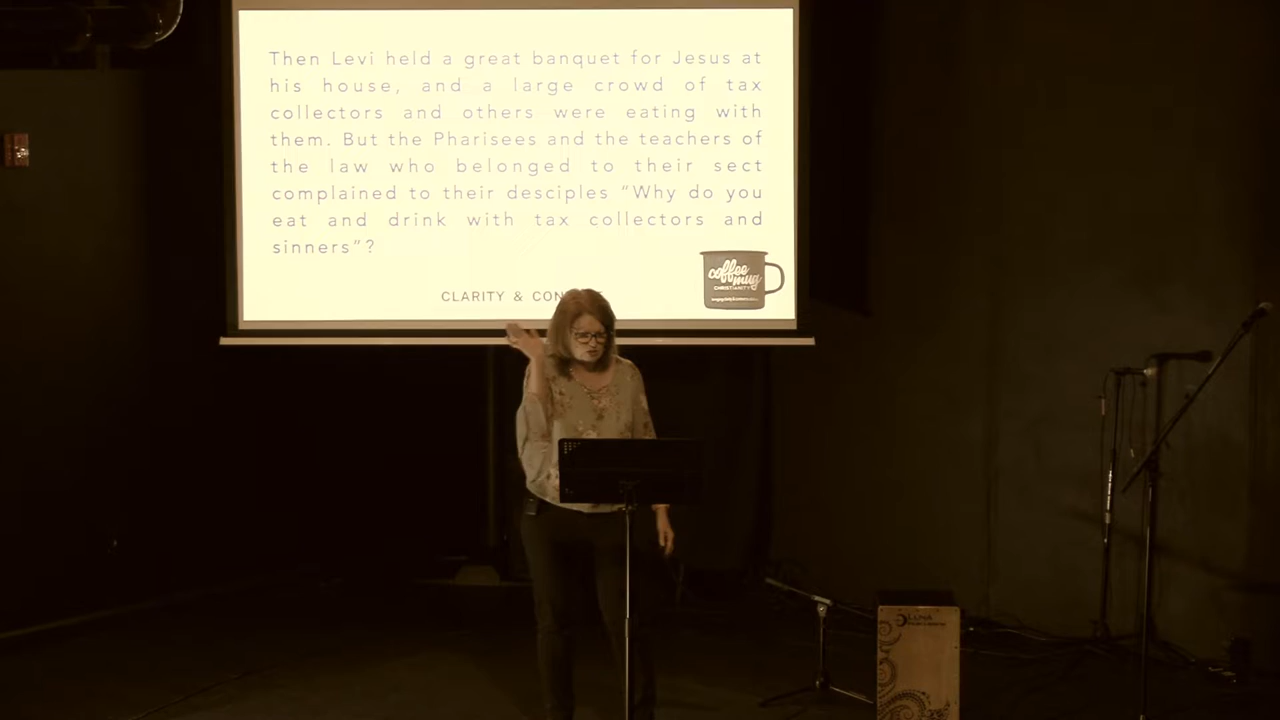 Then Levi held a great banquet for Jesus at
his house, and a large crowd of tax
collectors and others were eating with
them. But the Pharisees and the teachers of
the law who belonged to their sect
complained to their desciples “Why do you
eat and drink with tax collectors and
sinners”?
coffee
mug
CHRISTIANITY
CLARITY & CON
LUNA